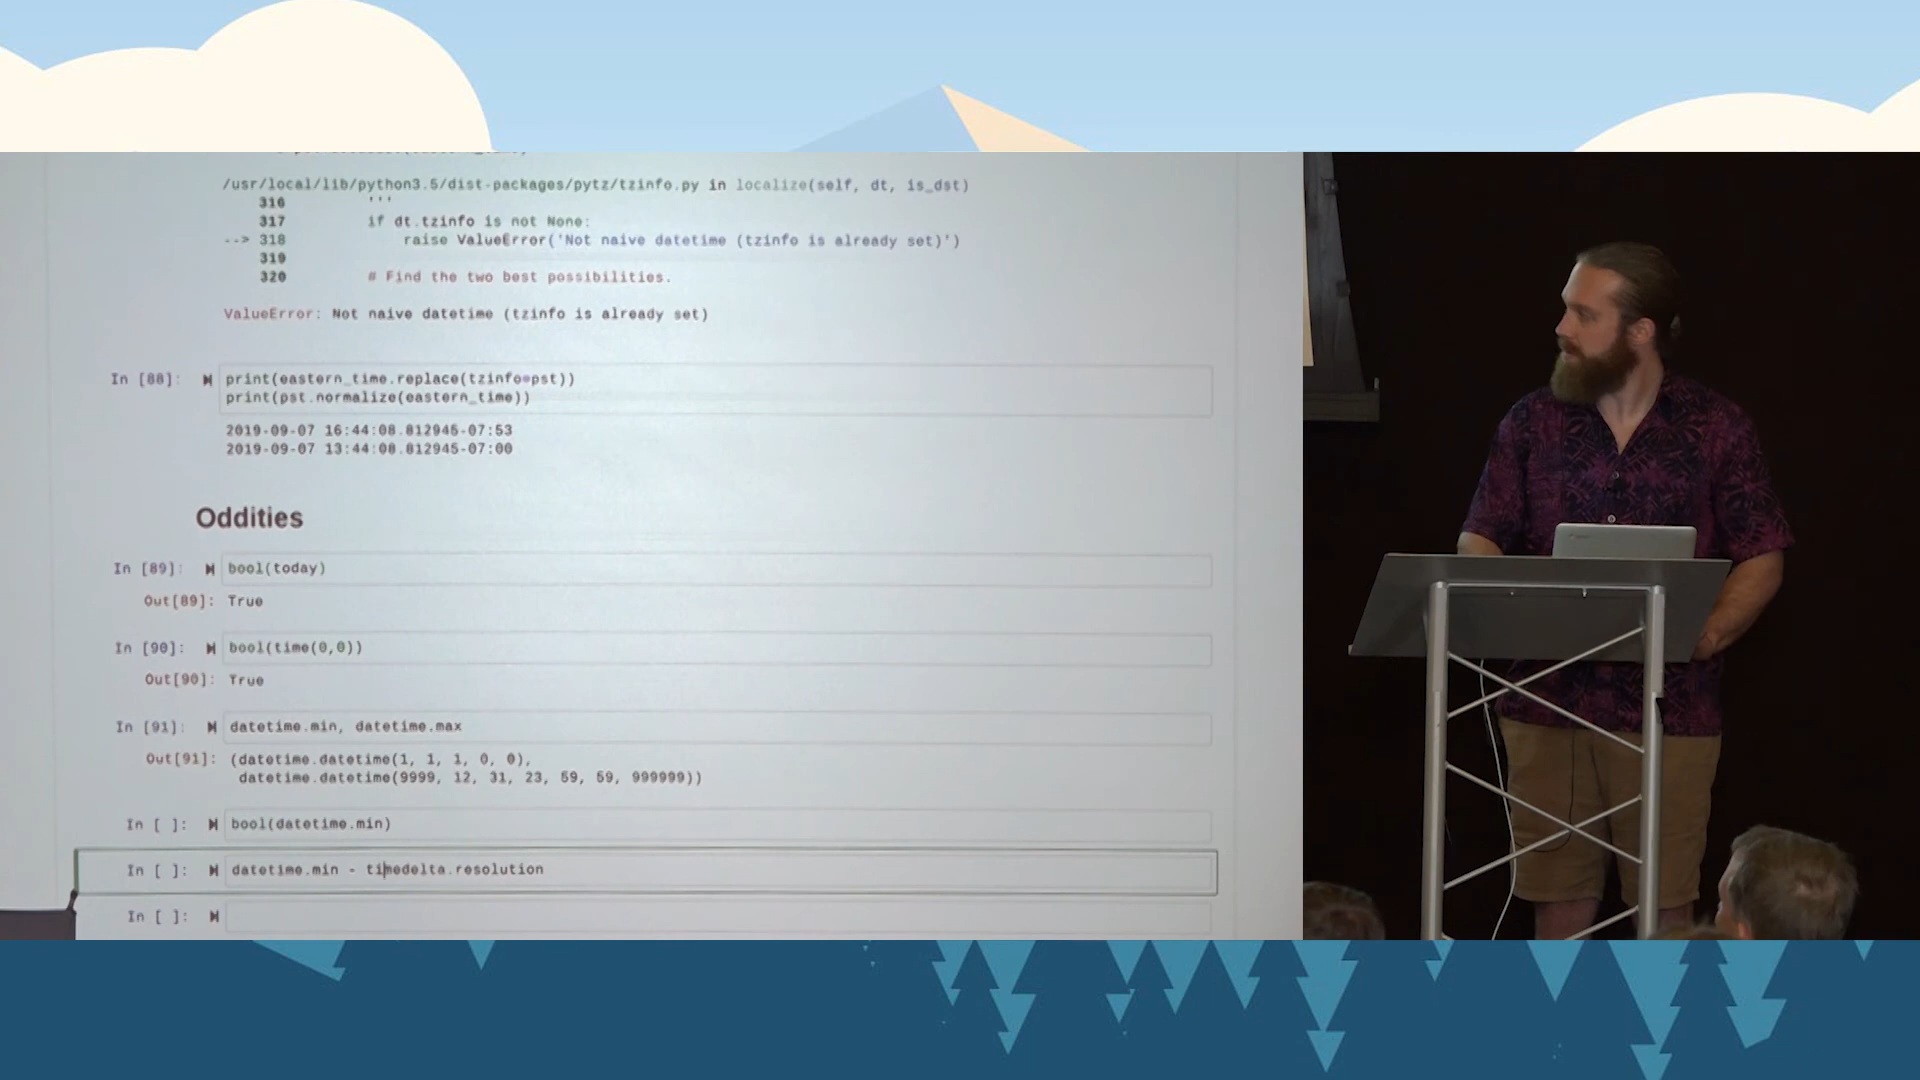 /usr/local/lib/python3.5/dist-packages/pytz/tzinfo.py in localize(self, dt, is_dst)
316 '''
317 if dt.tzinfo is not None:
--> 318 raise ValueError('Not naive datetime (tzinfo is already set)')
319
320 # Find the two best possibilities.
ValueError: Not naive datetime (tzinfo is already set)
In [88]: print(eastern_time.replace(tzinfo=pst))
print(pst.normalize(eastern_time))
2019-09-07 16:44:08.812945-07:53
2019-09-07 13:44:08.812945-07:00
Oddities
In [89]: bool(today)
Out[89]: True
In [90]: bool(time(0,0))
Out[90]: True
In [91]: datetime.min, datetime.max
Out[91]: (datetime.datetime(1, 1, 1, 0, 0),
datetime.datetime(9999, 12, 31, 23, 59, 59, 999999))
In [ ]: bool(datetime.min)
In [ ]: datetime.min - timedelta.resolution
In [ ]: